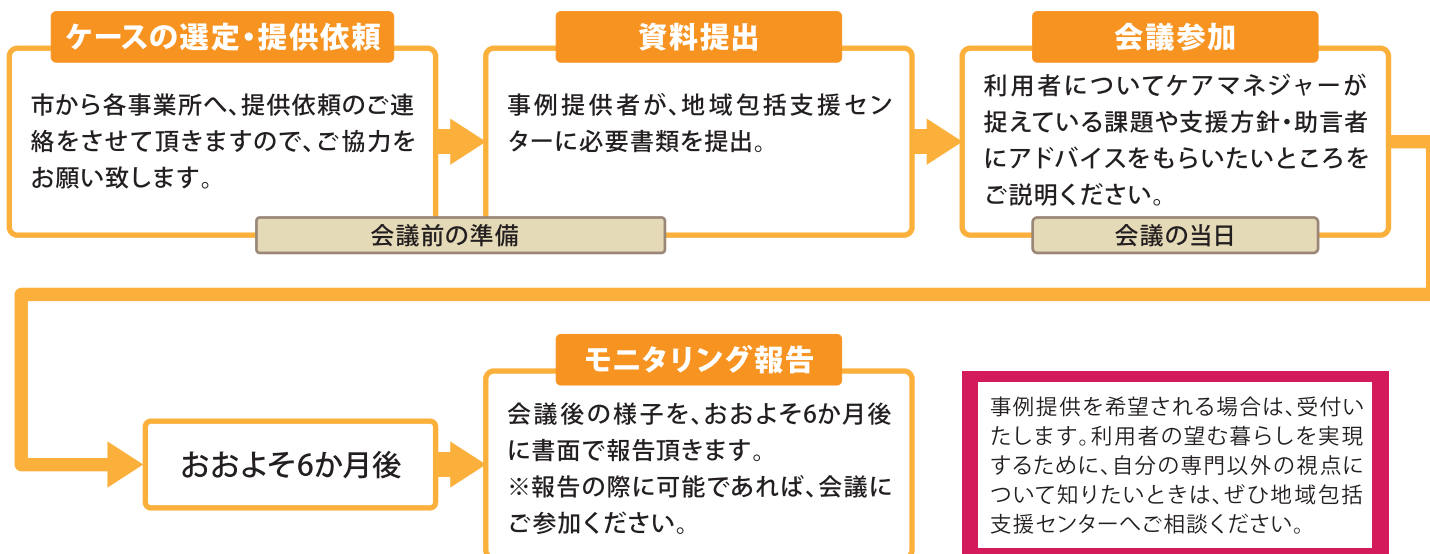 ケースの選定・提供依頼
市から各事業所へ、提供依頼のご連
絡をさせて頂きますので、ご協力を
お願い致します。
資料提出
事例提供者が、地域包括支援セン
ターに必要書類を提出。
会議前の準備
会議参加
利用者についてケアマネジャーが
捉えている課題や支援方針・助言者
にアドバイスをもらいたいところを
ご説明ください。
会議の当日
おおよそ6か月後
モニタリング報告
会議後の様子を、おおよそ6か月後
に書面で報告頂きます。
※報告の際に可能であれば、会議に
ご参加ください。
事例提供を希望される場合は、受付い
たします。利用者の望む暮らしを実現
するために、自分の専門以外の視点に
ついて知りたいときは、ぜひ地域包括
支援センターへご相談ください。